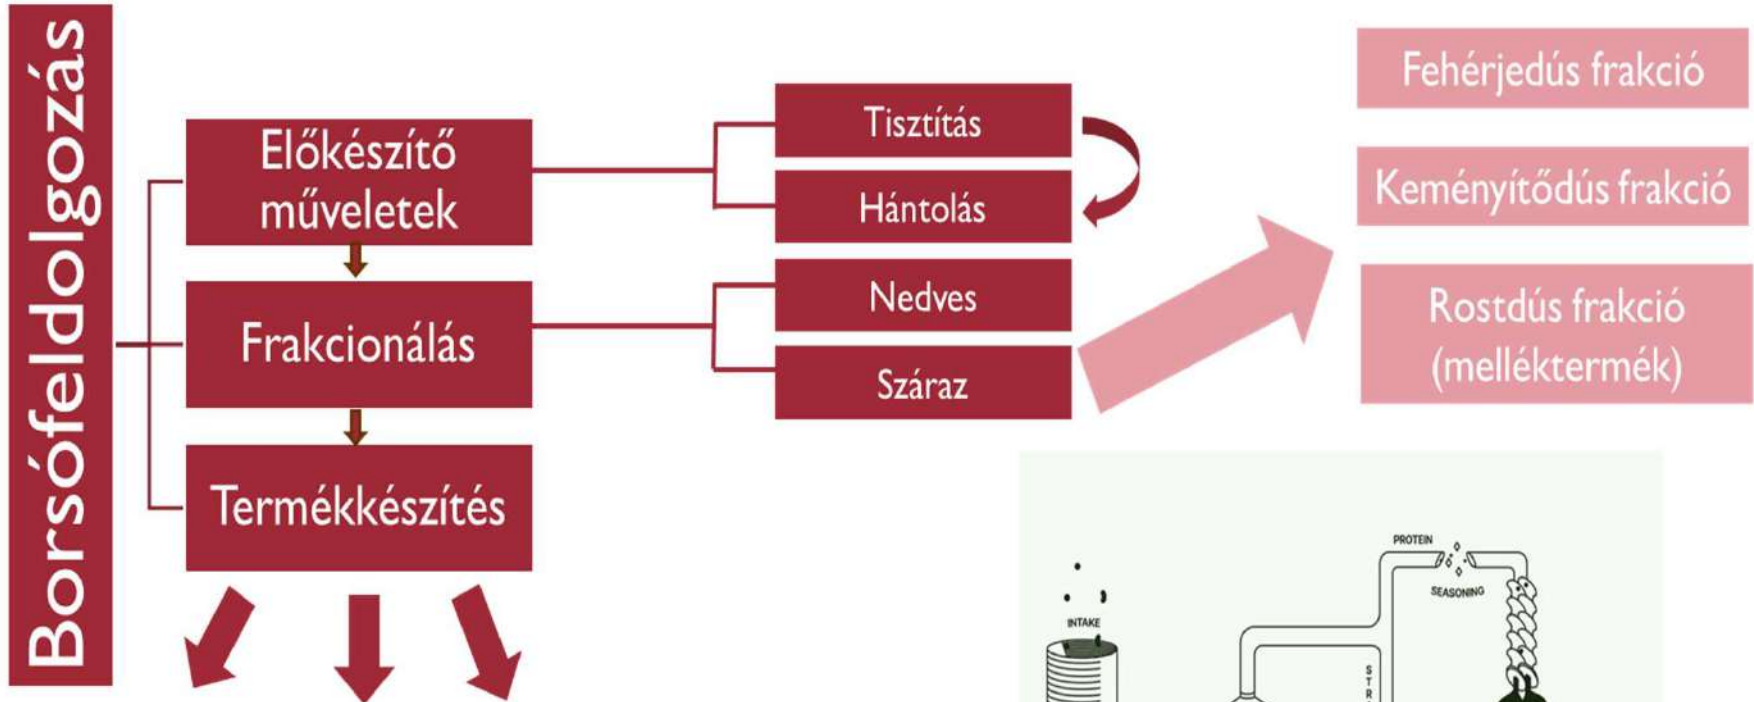 Borsófeldolgozás
Előkészítő
műveletek
Frakcionálás
Termékkészítés
Tisztítás
Hántolás
Nedves
Száraz
Fehérjedús frakció
Keményítődús frakció
Rostdús frakció
(melléktermék)
PROTEIN
SEASONING
INTAKE